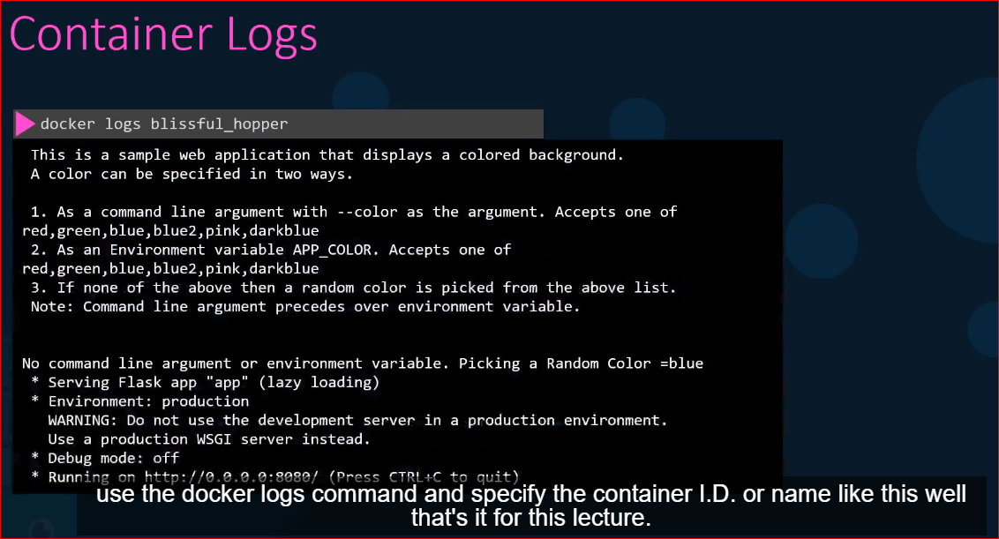 Container Logs
docker logs blissful_hopper
This is a sample web application that displays a colored background.
A color can be specified in two ways.
1. As a command line argument with --color as the argument. Accepts one of
red,green,blue,blue2,pink,darkblue
2. As an Environment variable APP_COLOR. Accepts one of
red,green,blue,blue2,pink,darkblue
3. If none of the above then a random color is picked from the above list.
Note: Command line argument precedes over environment variable.
No command line argument or environment variable. Picking a Random Color =blue
* Serving Flask app "app" (lazy loading)
* Environment: production
WARNING: Do not use the development server in a production environment.
Use a production WSGI server instead.
* Debug mode: off
* Running on http://0.0.0.0:8080/ (Press CTRL+C to quit)
use the docker logs command and specify the container I.D. or name like this well
that's it for this lecture.